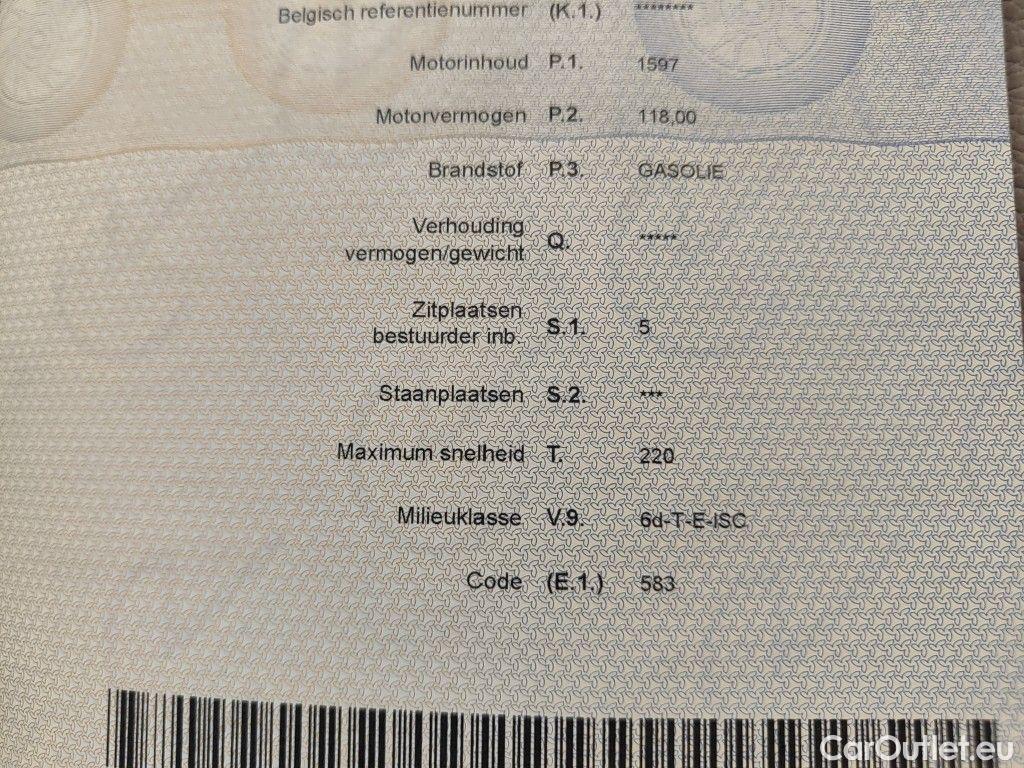 Belgisch referentienummer (K.1.) ********
Motorinhoud P.1. 1597
Motorvermogen P.2. 118,00
Brandstof P.3. GASOLIE
Verhouding
vermogen/gewicht Q. *****
Zitplaatsen
bestuurder inb. S.1. 5
Staanplaatsen S.2. ***
Maximum snelheid T. 220
Milieuklasse V.9. 6d-T-E-ISC
Code (E.1.) 583
CarOutlet.eu